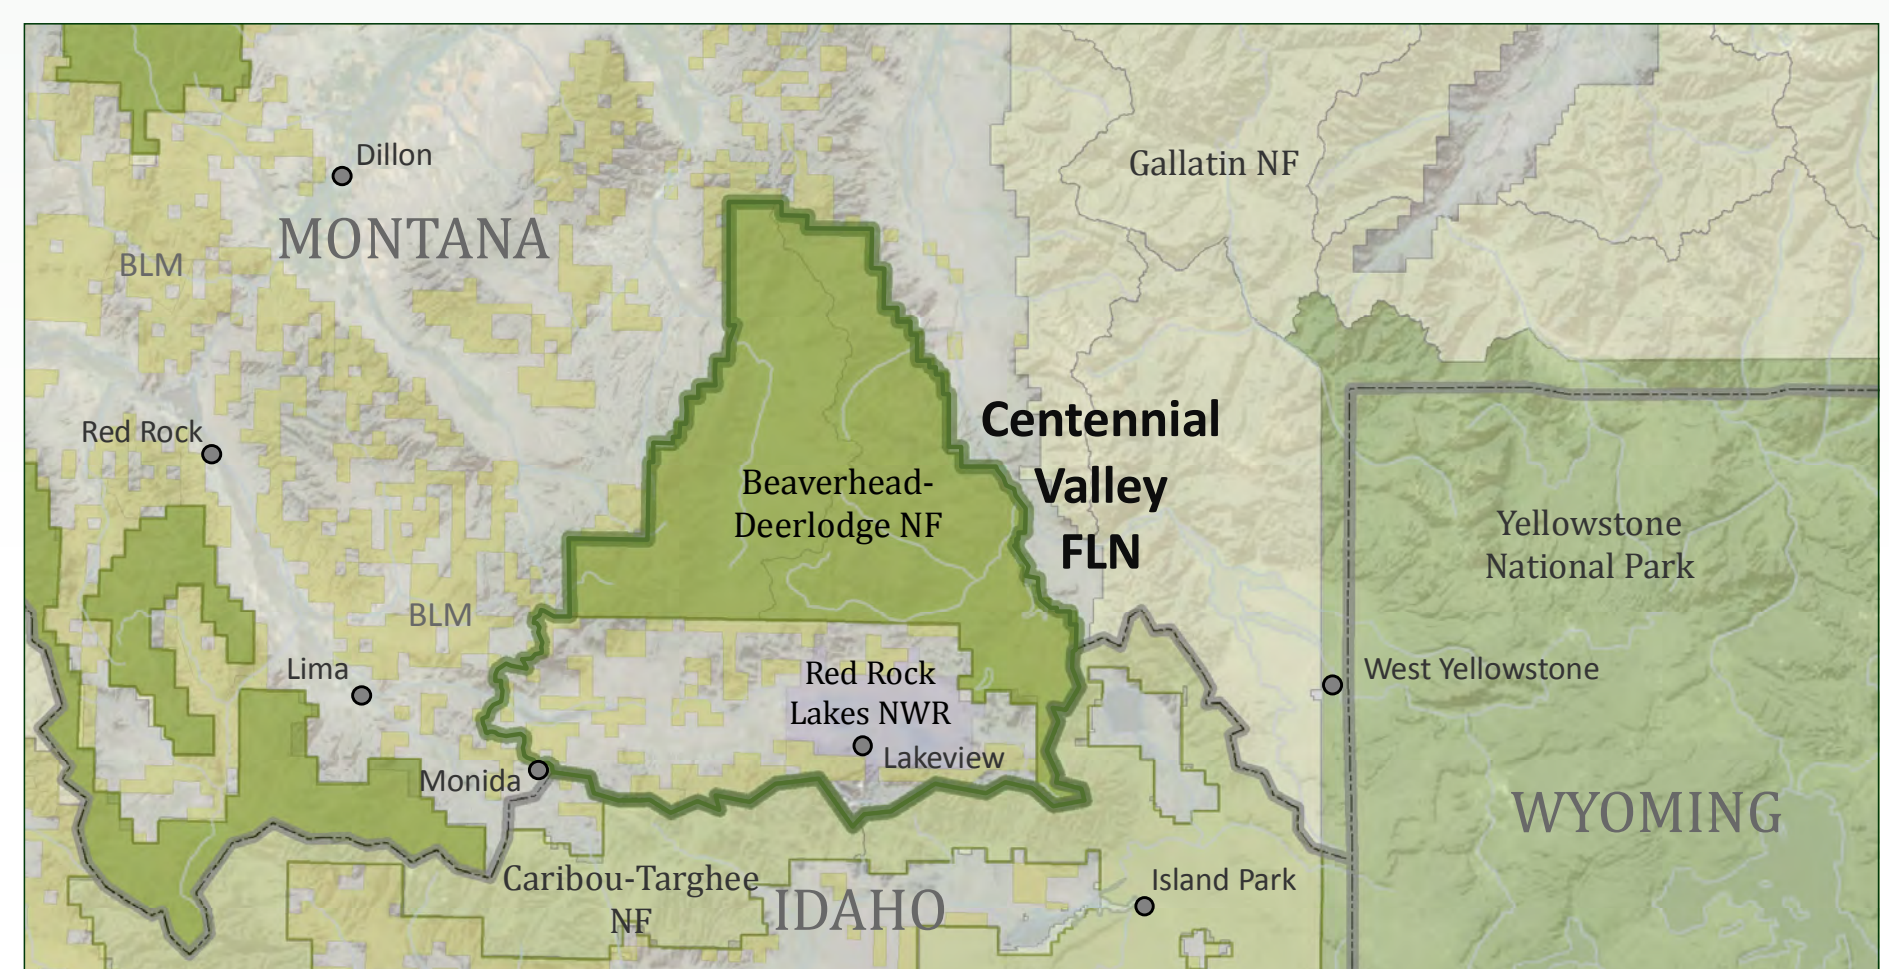 Dillon
Gallatin NF
MONTANA
BLM
Centennial
Valley
FLN
Red Rock
Beaverhead-
Deerlodge NF
Yellowstone
National Park
BLM
Lima
Red Rock
Lakes NWR
West Yellowstone
Lakeview
Monida
WYOMING
Caribou-Targhee
NF
IDAHO
Island Park